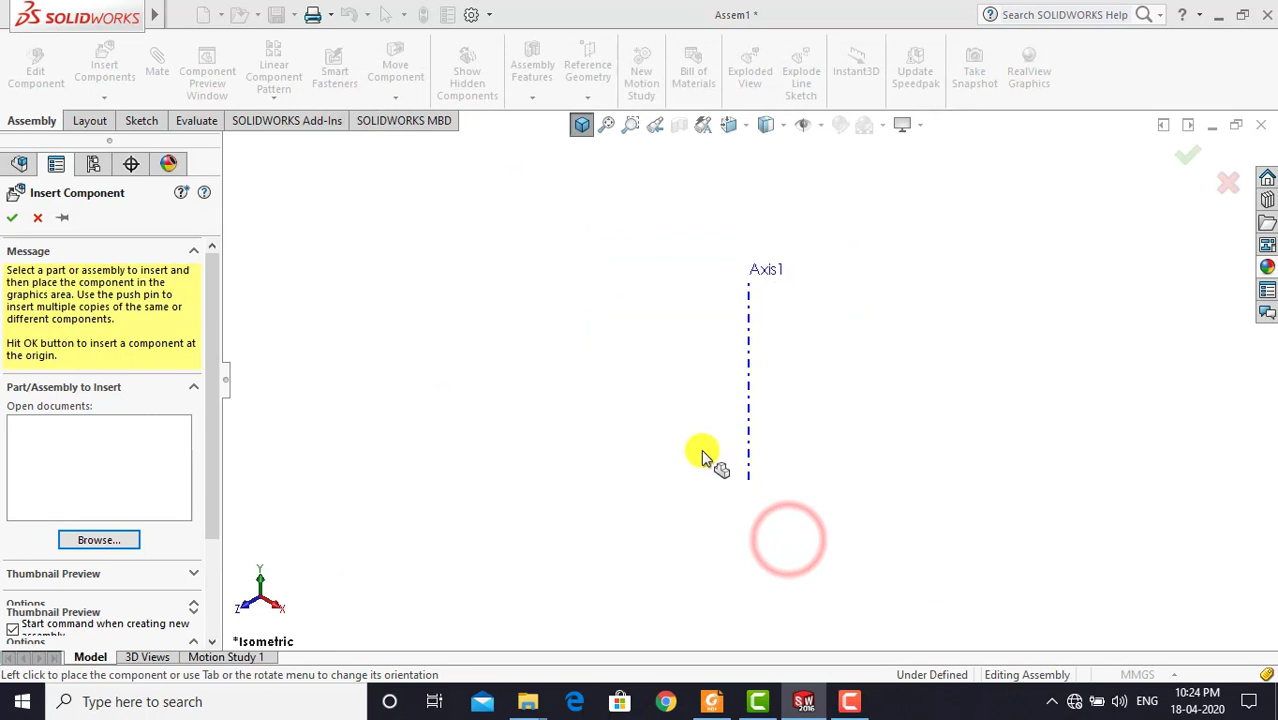 SOLIDWORKS
Assem1 *
Search SOLIDWORKS Help
Edit Component
Insert Components
Mate
Component Preview Window
Linear Component Pattern
Smart Fasteners
Move Component
Show Hidden Components
Assembly Features
Reference Geometry
New Motion Study
Bill of Materials
Exploded View
Explode Line Sketch
Instant3D
Update Speedpak
Take Snapshot
RealView Graphics
Assembly
Layout
Sketch
Evaluate
SOLIDWORKS Add-Ins
SOLIDWORKS MBD
Insert Component
Message
Select a part or assembly to insert and
then place the component in the
graphics area. Use the push pin to
insert multiple copies of the same or
different components.
Hit OK button to insert a component at
the origin.
Part/Assembly to Insert
Open documents:
Browse...
Thumbnail Preview
Options
Thumbnail Preview
Start command when creating new
assembly
Options
Axis1
Y
Z
X
*Isometric
Model
3D Views
Motion Study 1
Left click to place the component or use Tab or the rotate menu to change its orientation
Under Defined
Editing Assembly
MMGS
Type here to search
SW
2016
ENG
10:24 PM
18-04-2020